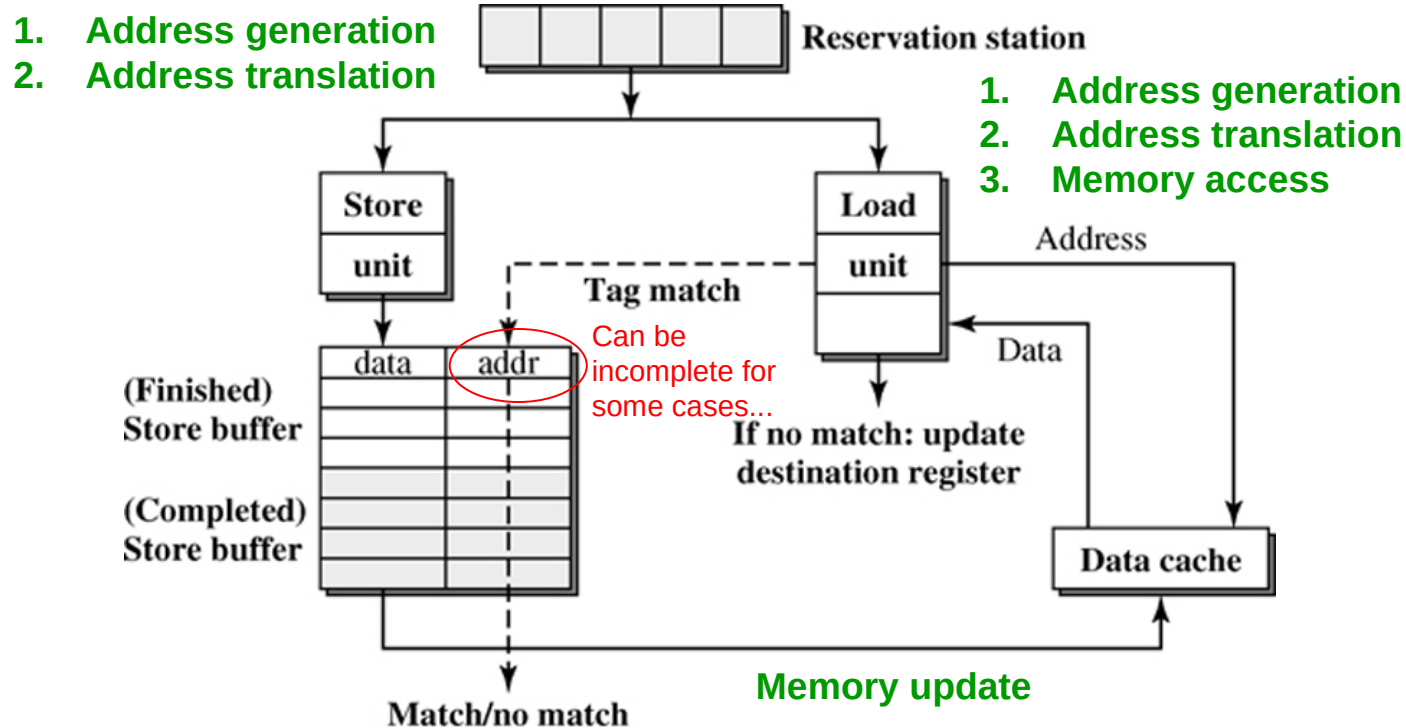 1. Address generation
2. Address translation
Reservation station
1. Address generation
2. Address translation
3. Memory access
Store
unit
Load
unit
Address
Tag match
Can be
incomplete for
some cases...
Data
data
addr
(Finished)
Store buffer
(Completed)
Store buffer
If no match: update
destination register
Data cache
Memory update
Match/no match